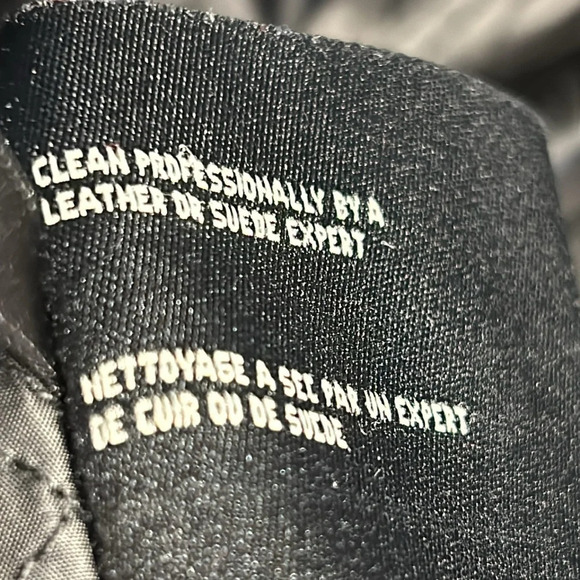 CLEAN PROFESSIONALLY BY A
LEATHER OR SUEDE EXPERT
NETTOYAGE A SEC PAR UN EXPERT
DE CUIR OU DE SUEDE